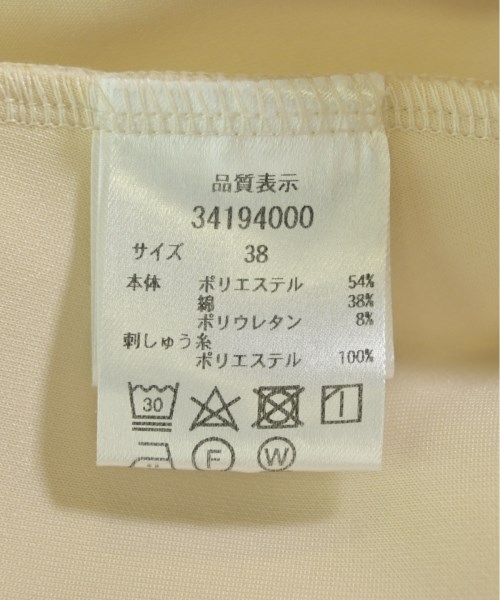 品質表示
34194000
サイズ 38
本体 ポリエステル 54%
綿 38%
ポリウレタン 8%
刺しゅう糸
ポリエステル 100%
30
F W